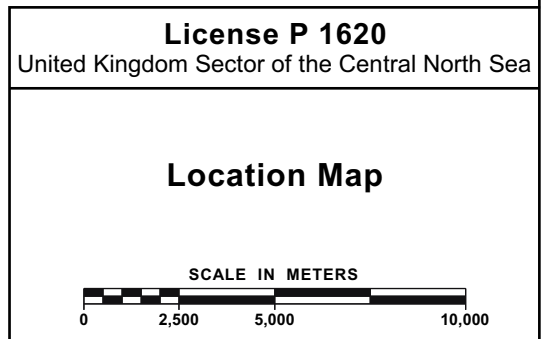 License P 1620
United Kingdom Sector of the Central North Sea
Location Map
SCALE IN METERS
0 2,500 5,000 10,000